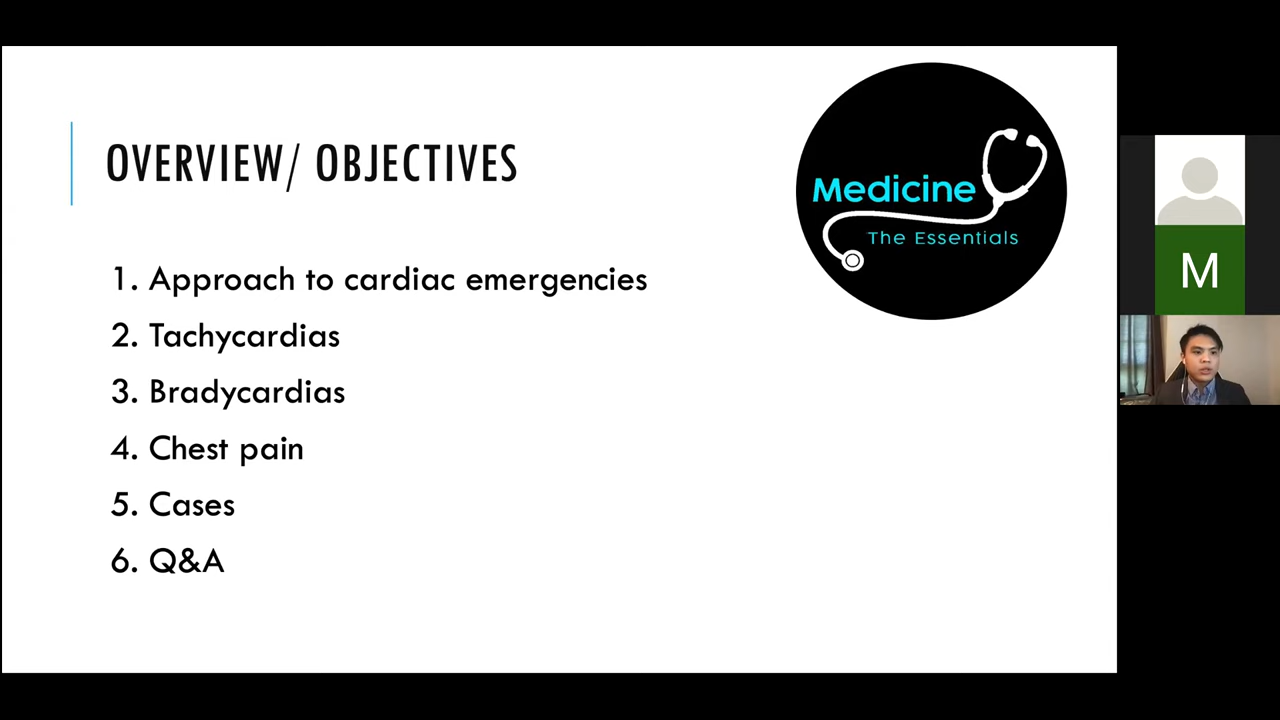 OVERVIEW/ OBJECTIVES
Medicine
The Essentials
1. Approach to cardiac emergencies
2. Tachycardias
3. Bradycardias
4. Chest pain
5. Cases
6. Q&A
M